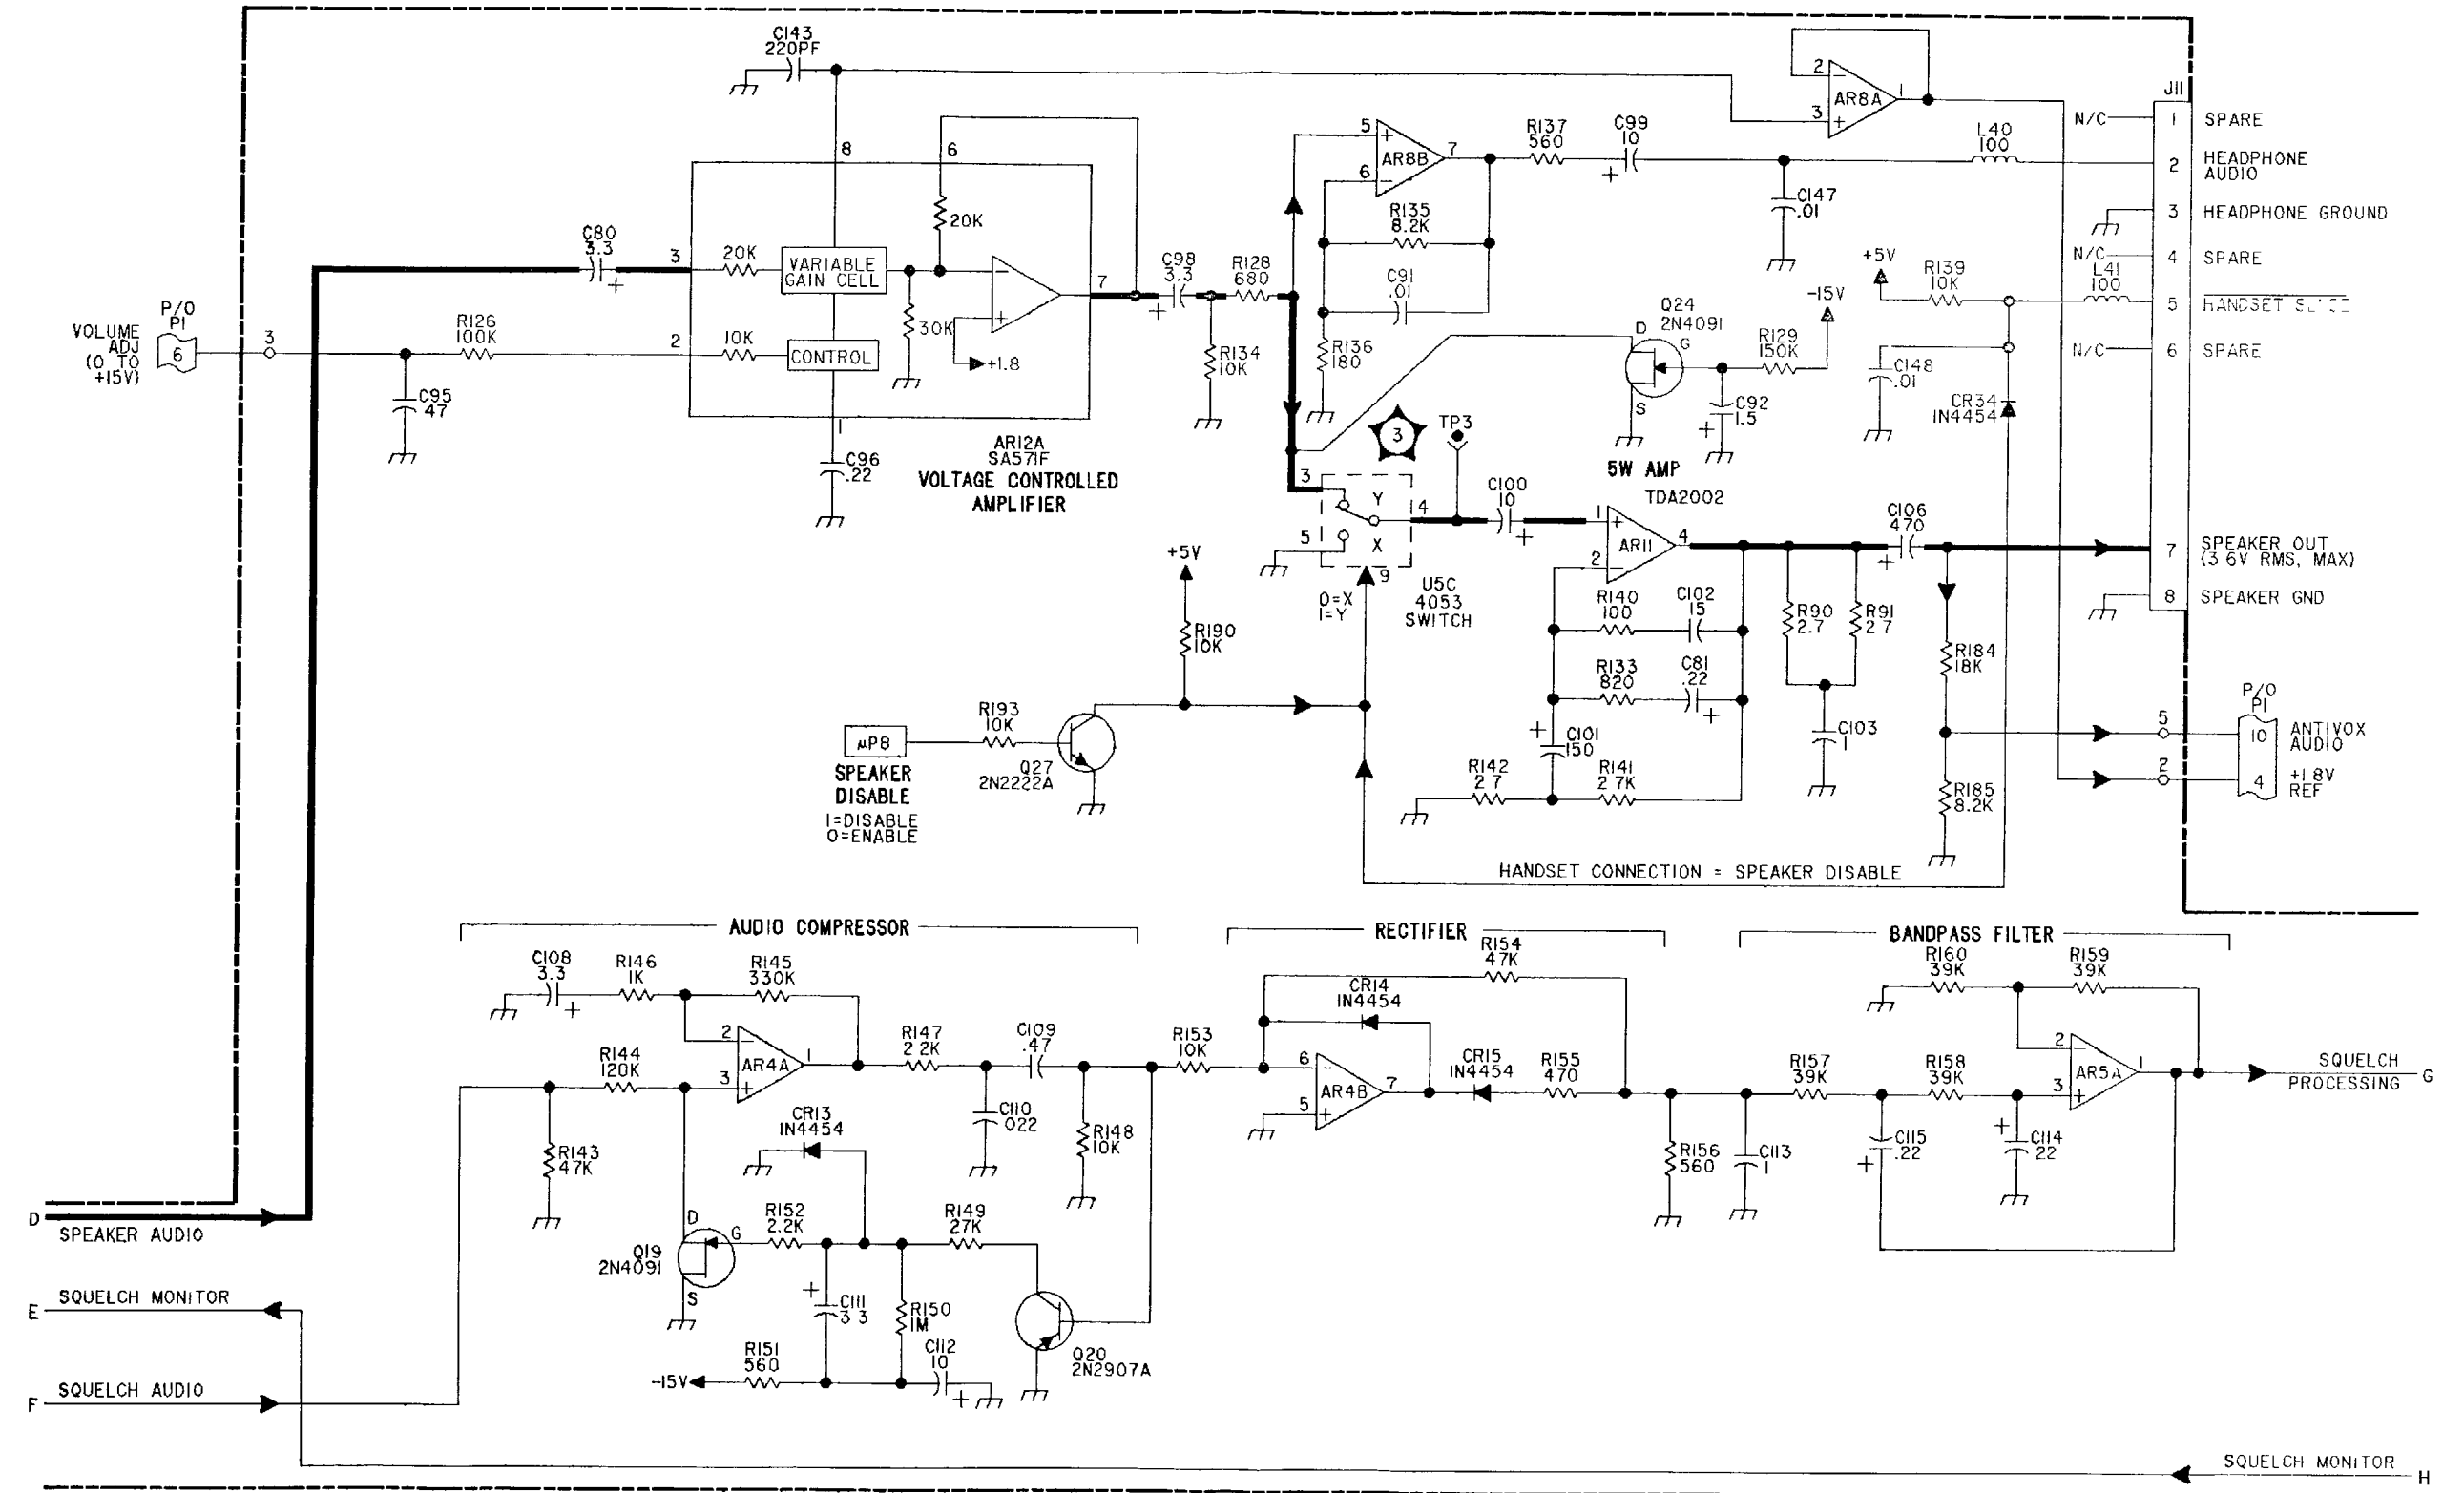 C143
220PF
J11
2
AR8A
1
3
N/C
1
SPARE
L40
100
2
HEADPHONE
AUDIO
3
HEADPHONE GROUND
N/C
4
SPARE
L41
100
5
HANDSET
N/C
6
SPARE
5
AR8B
7
6
R137
560
C99
10
+
C147
.01
R135
8.2K
C91
.01
R136
180
+5V
R139
10K
C148
.01
CR34
IN4454
-15V
Q24
2N4091
D
G
S
R129
150K
C92
1.5
+
8
6
20K
C80
3.3
+
3
20K
VARIABLE
GAIN CELL
7
30K
+1.8
2
10K
CONTROL
1
C98
3.3
+
R128
680
R134
10K
P/O
P1
VOLUME
ADJ
(0 TO
+15V)
6
3
R126
100K
C95
47
C96
.22
AR12A
SA571F
VOLTAGE CONTROLLED
AMPLIFIER
3
TP3
3
Y
4
5
X
9
0=X
1=Y
U5C
4053
SWITCH
C100
10
+
5W AMP
TDA2002
1
AR11
4
2
C106
470
+
7
SPEAKER OUT
(3 6V RMS, MAX)
8
SPEAKER GND
R140
100
C102
15
R133
820
C81
.22
+
R90
2.7
R91
2 7
C103
1
+
C101
150
R142
2 7
R141
2 7K
R184
18K
R185
8.2K
P/O
P1
5
10
ANTIVOX
AUDIO
2
4
+1 8V
REF
+5V
R190
10K
µP8
R193
10K
Q27
2N2222A
SPEAKER
DISABLE
1=DISABLE
0=ENABLE
HANDSET CONNECTION = SPEAKER DISABLE
AUDIO COMPRESSOR
RECTIFIER
BANDPASS FILTER
C108
3.3
+
R146
1K
R145
330K
2
AR4A
1
3
R144
120K
R143
47K
R147
2 2K
C109
.47
C110
022
R148
10K
R153
10K
R154
47K
CR14
IN4454
6
AR4B
7
5
CR15
IN4454
R155
470
R156
560
C113
1
R160
39K
R159
39K
2
AR5A
1
3
R157
39K
R158
39K
C115
.22
+
C114
22
+
SQUELCH
PROCESSING
G
CR13
IN4454
D
G
S
Q19
2N4091
R152
2.2K
R149
27K
+
C111
3 3
R150
1M
R151
560
-15V
C112
10
+
Q20
2N2907A
D
SPEAKER AUDIO
E
SQUELCH MONITOR
F
SQUELCH AUDIO
SQUELCH MONITOR
H